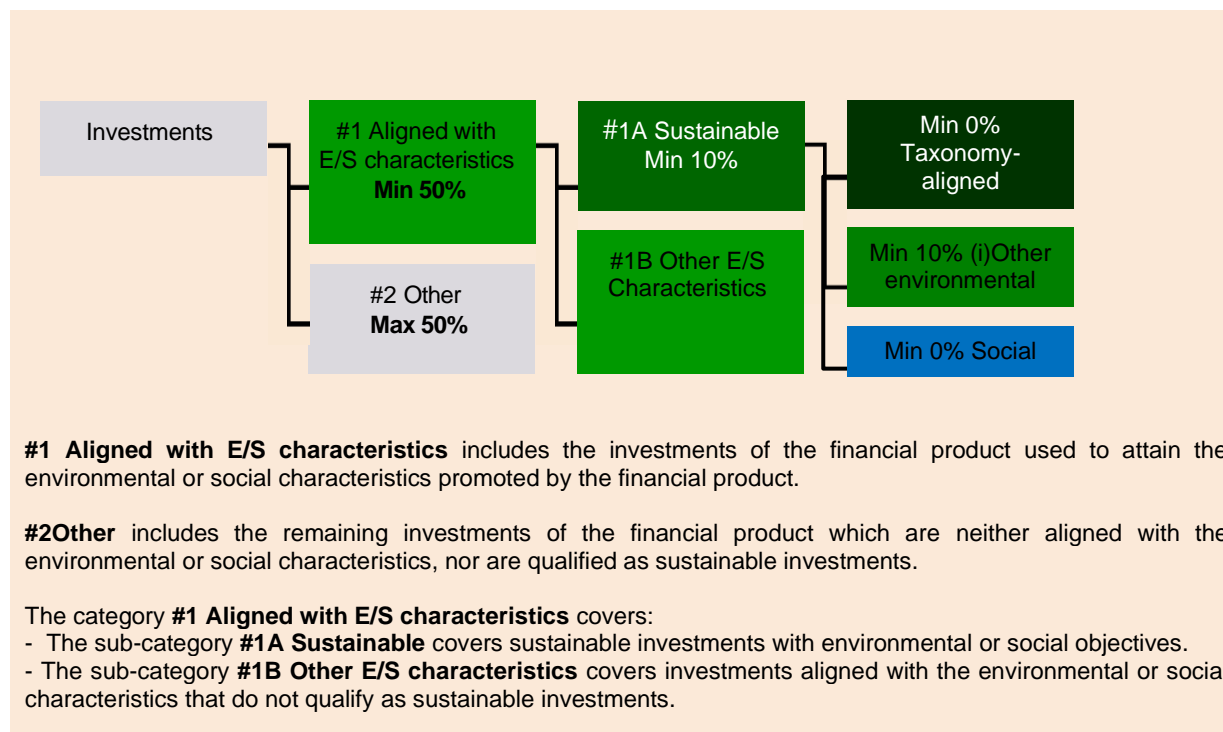 Investments
#1 Aligned with
E/S characteristics
Min 50%
#2 Other
Max 50%
#1A Sustainable
Min 10%
#1B Other E/S
Characteristics
Min 0%
Taxonomy-
aligned
Min 10% (i)Other
environmental
Min 0% Social
#1 Aligned with E/S characteristics includes the investments of the financial product used to attain the
environmental or social characteristics promoted by the financial product.
#2Other includes the remaining investments of the financial product which are neither aligned with the
environmental or social characteristics, nor are qualified as sustainable investments.
The category #1 Aligned with E/S characteristics covers:
- The sub-category #1A Sustainable covers sustainable investments with environmental or social objectives.
- The sub-category #1B Other E/S characteristics covers investments aligned with the environmental or social
characteristics that do not qualify as sustainable investments.